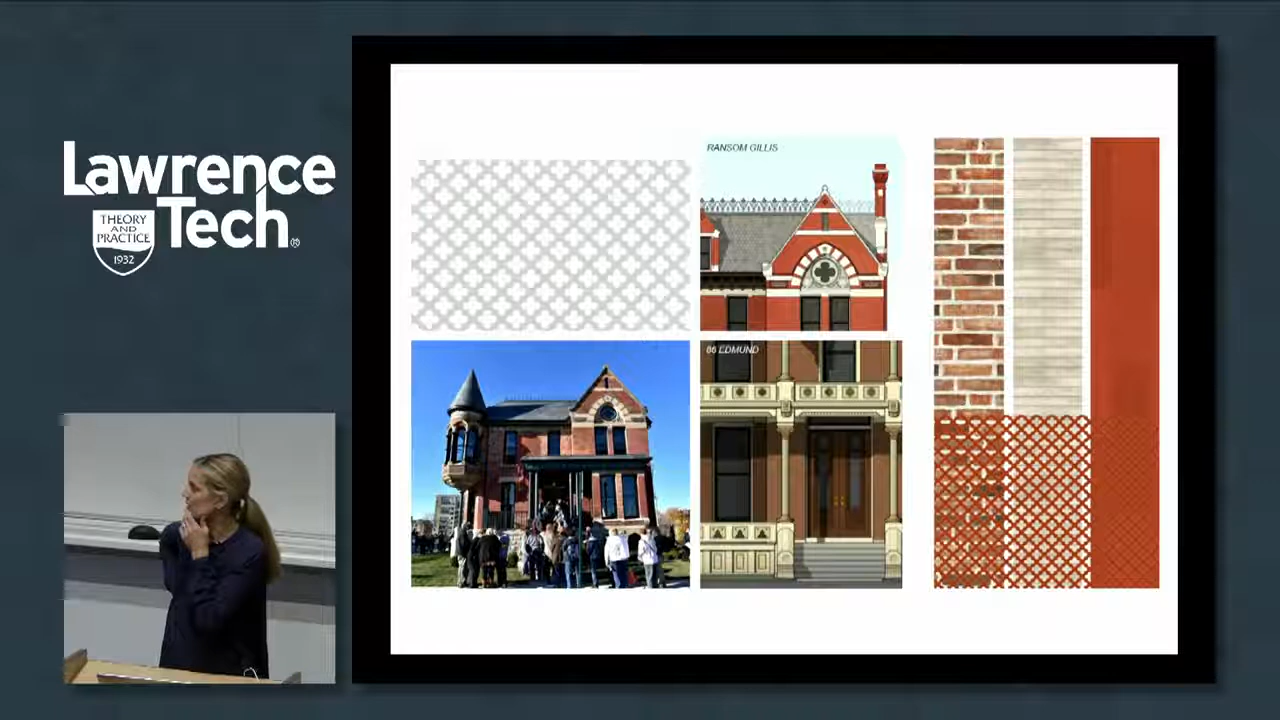 Lawrence
Tech®
THEORY
AND
PRACTICE
1932
RANSOM GILLIS
86 EDMUND